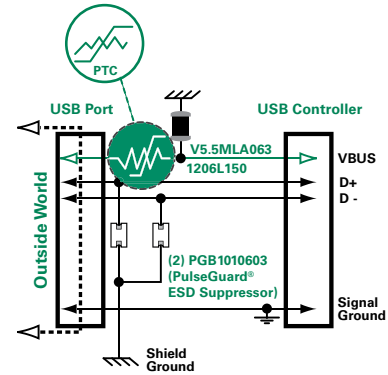 PTC
USB Port
USB Controller
V5.5MLA063
1206L150
VBUS
D+
D -
Outside World
(2) PGB1010603
(PulseGuard®
ESD Suppressor)
Signal
Ground
Shield
Ground